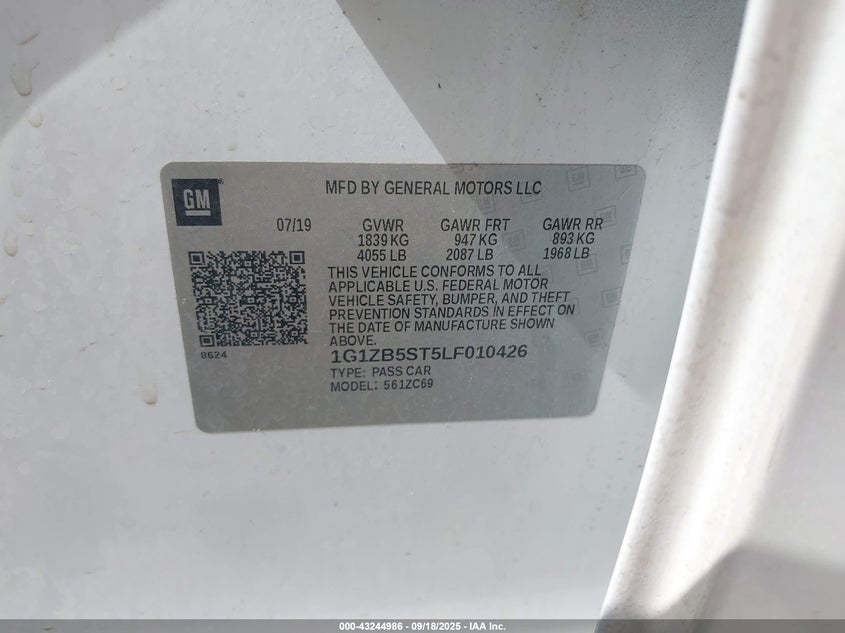 GM
MFD BY GENERAL MOTORS LLC
07/19 GVWR GAWR FRT GAWR RR
1839 KG 947 KG 893 KG
4055 LB 2087 LB 1968 LB
THIS VEHICLE CONFORMS TO ALL
APPLICABLE U.S. FEDERAL MOTOR
VEHICLE SAFETY, BUMPER, AND THEFT
PREVENTION STANDARDS IN EFFECT ON
THE DATE OF MANUFACTURE SHOWN
ABOVE.
8624
1G1ZB5ST5LF010426
TYPE: PASS CAR
MODEL: 561ZC69
000-43244986 - 09/18/2025 - IAA Inc.